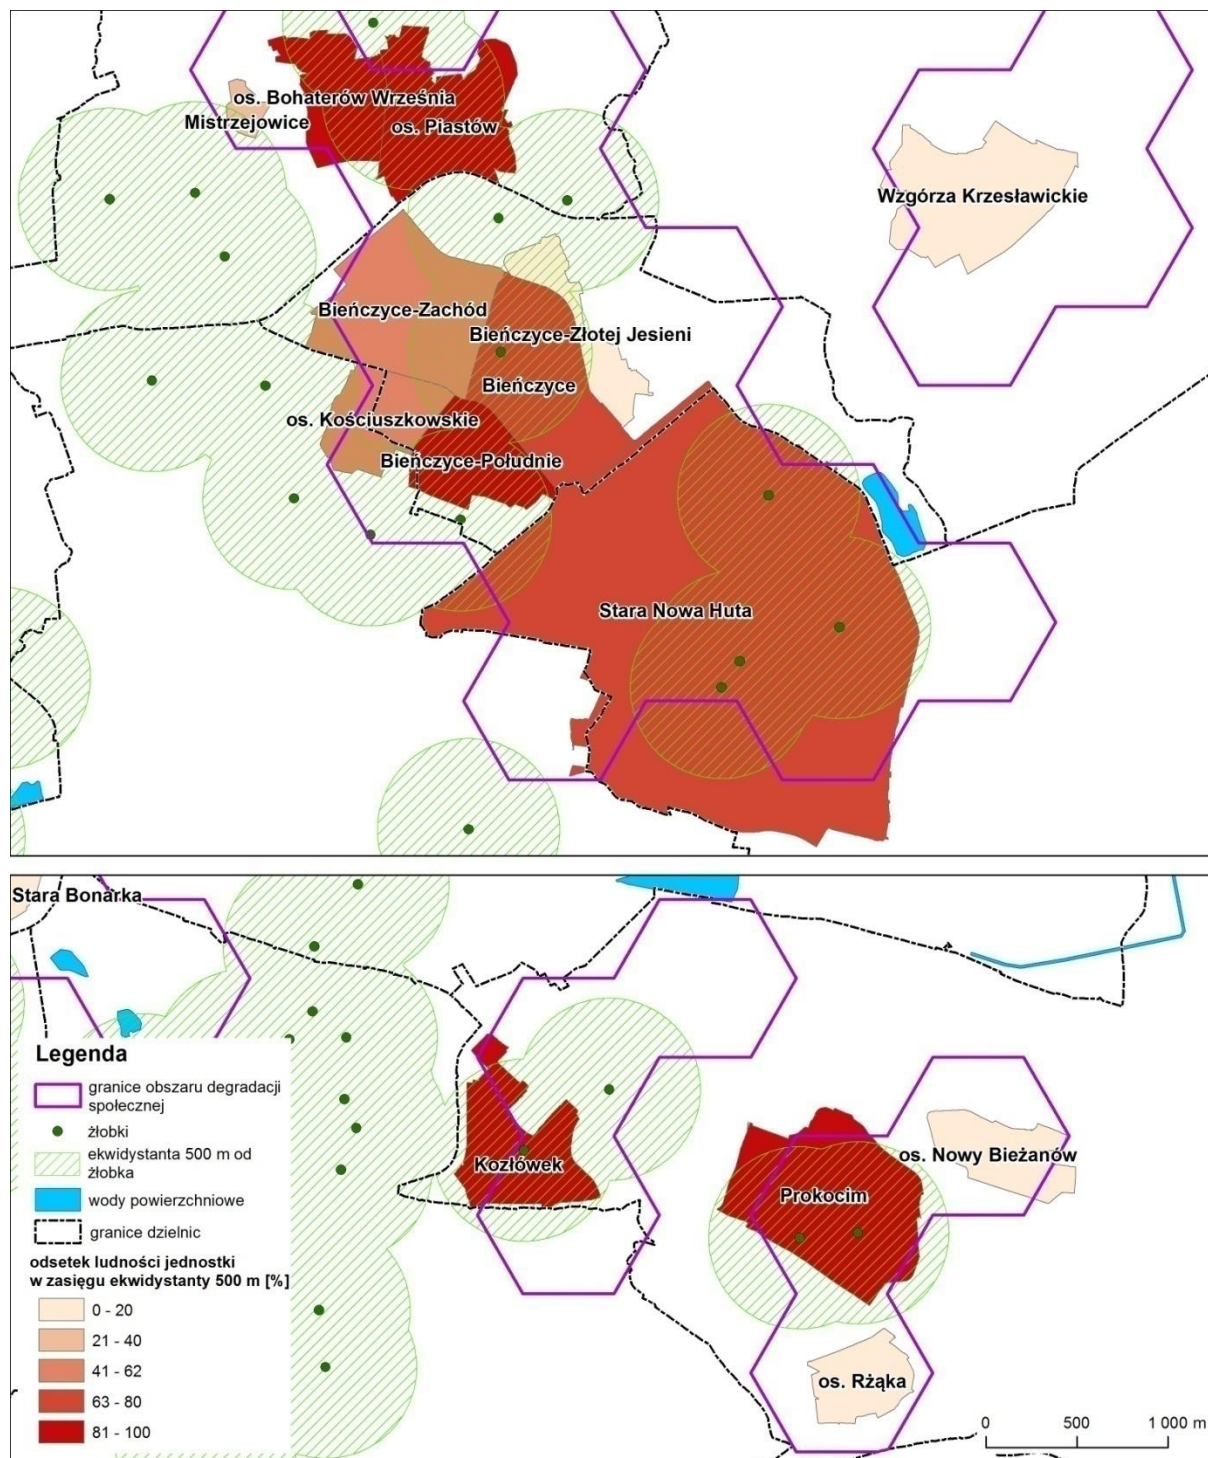 os. Bohaterów Września
Mistrzejowice
os. Piastów
Wzgórza Krzesławickie
Bieńczyce-Zachód
Bieńczyce-Złotej Jesieni
Bieńczyce
os. Kościuszkowskie
Bieńczyce-Południe
Stara Nowa Huta
Stara Bonarka
Kozłówek
os. Nowy Bieżanów
Prokocim
os. Rżąka
Legenda
granice obszaru degradacji
społecznej
żłobki
ekwidystanta 500 m od
żłobka
wody powierzchniowe
granice dzielnic
odsetek ludności jednostki
w zasięgu ekwidystanty 500 m [%]
0 - 20
21 - 40
41 - 62
63 - 80
81 - 100
0 500 1 000 m